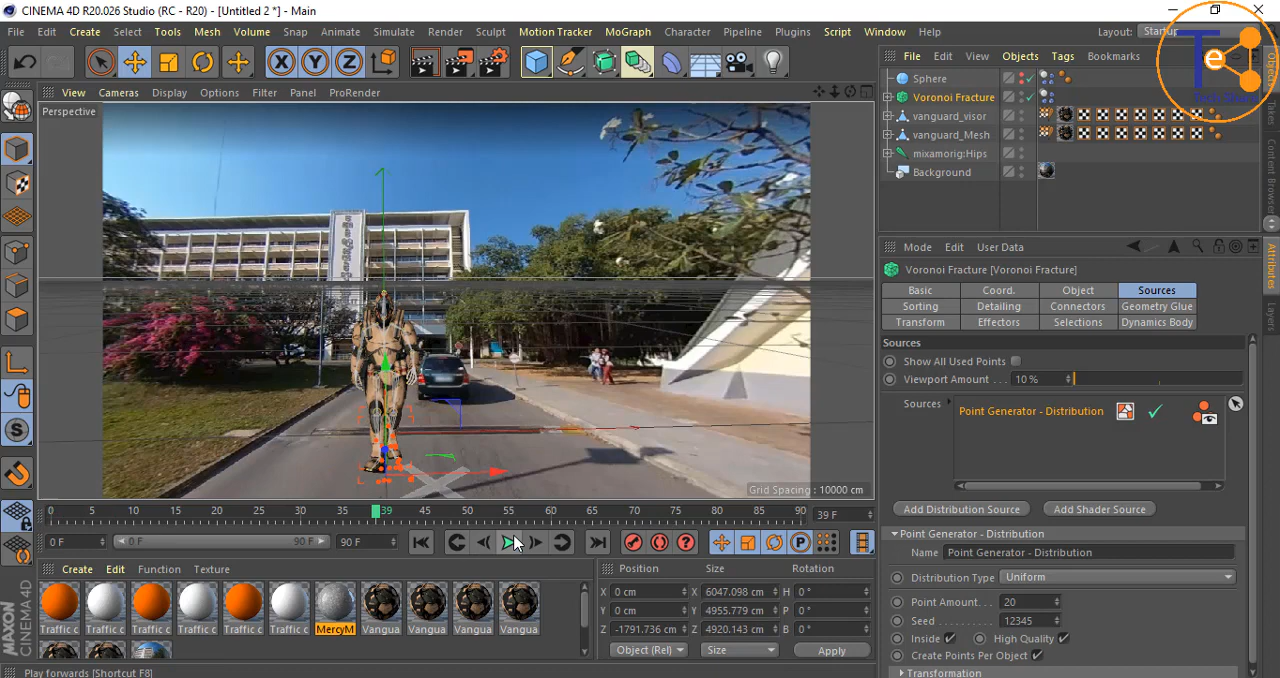 CINEMA 4D R20.026 Studio (RC - R20) - [Untitled 2 *] - Main
File Edit Create Select Tools Mesh Volume Snap Animate Simulate Render Sculpt Motion Tracker MoGraph Character Pipeline Plugins Script Window Help Layout: Startup
View Cameras Display Options Filter Panel ProRender
Perspective
Grid Spacing : 10000 cm
File Edit View Objects Tags Bookmarks
Sphere
Voronoi Fracture
vanguard_visor
vanguard_Mesh
mixamorig:Hips
Background
Mode Edit User Data
Voronoi Fracture [Voronoi Fracture]
Basic Coord. Object Sources
Sorting Detailing Connectors Geometry Glue
Transform Effectors Selections Dynamics Body
Sources
Show All Used Points
Viewport Amount . . . 10 %
Sources
Point Generator - Distribution
Add Distribution Source Add Shader Source
Point Generator - Distribution
Name Point Generator - Distribution
Distribution Type Uniform
Point Amount. . . 20
Seed . . . . . . . . . 12345
Inside High Quality
Create Points Per Object
Transformation
0 5 10 15 20 25 30 35 39 45 50 55 60 65 70 75 80 85 90 39 F
0 F 0 F 90 F 90 F
Create Edit Function Texture
Traffic c Traffic c Traffic c Traffic c Traffic c Traffic c MercyM Vangua Vangua Vangua Vangua
Position Size Rotation
X 0 cm X 6047.098 cm H 0 °
Y 0 cm Y 4955.779 cm P 0 °
Z -1791.736 cm Z 4920.143 cm B 0 °
Object (Rel) Size Apply
Play forwards [Shortcut F8]
MAXON
CINEMA 4D
Objects
Takes
Content Browser
Attributes
Layers